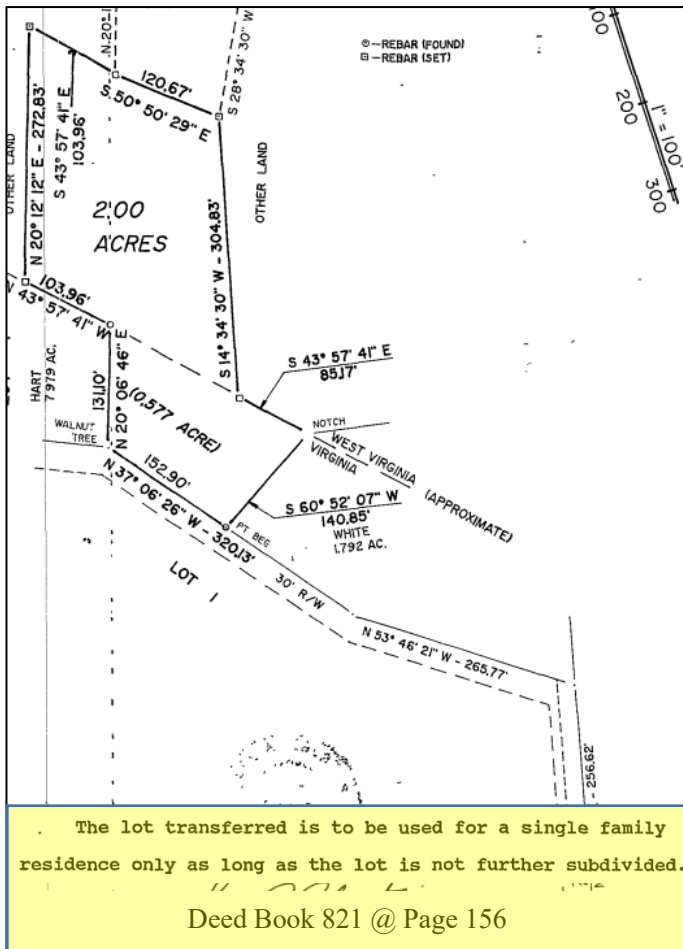 N 20-1
120.67'
S 50° 50' 29" E
S 28° 34' 30" W
⊙-REBAR (FOUND)
⊡-REBAR (SET)
100
200
300
1" = 100'
OTHER LAND
N 20° 12' 12" E - 272.83'
S 43° 57' 41" E
103.96'
2.00
ACRES
OTHER LAND
S 14° 34' 30" W - 304.83'
103.96'
N 43° 57' 41" W
S 43° 57' 41" E
85.17'
HART
7.979 AC.
131.10'
N 20° 06' 46" E
(0.577 ACRE)
WALNUT
TREE
NOTCH
WEST VIRGINIA
VIRGINIA
(APPROXIMATE)
152.90'
N 37° 06' 26" W - 320.13'
S 60° 52' 07" W
140.85'
WHITE
1.792 AC.
PT BEG
LOT 1
30' R/W
N 53° 46' 21" W - 265.77'
- 256.62'
. The lot transferred is to be used for a single family
residence only as long as the lot is not further subdivided.
Deed Book 821 @ Page 156